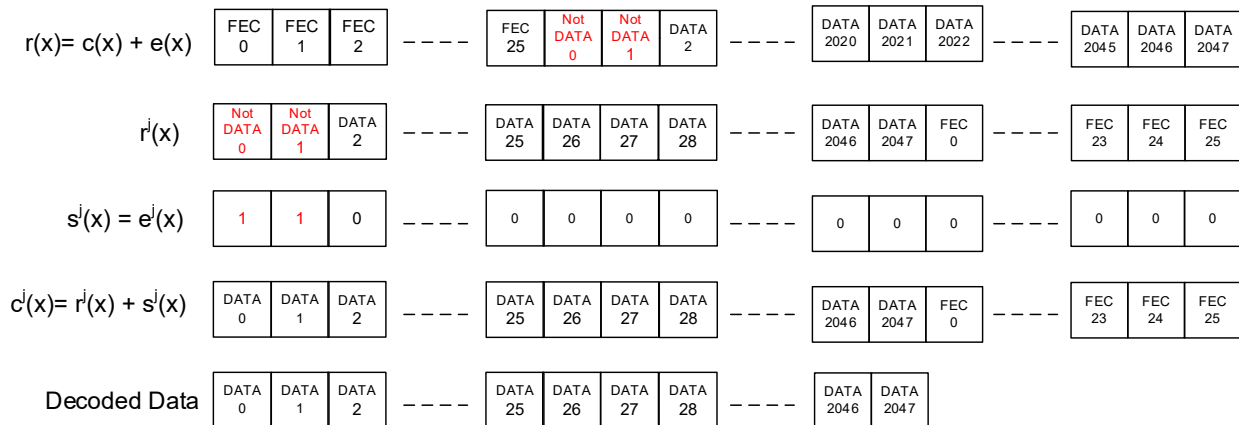 r(x)= c(x) + e(x) FEC 0 FEC 1 FEC 2 FEC 25 Not DATA 0 Not DATA 1 DATA 2 DATA 2020 DATA 2021 DATA 2022 DATA 2045 DATA 2046 DATA 2047
rʲ(x) Not DATA 0 Not DATA 1 DATA 2 DATA 25 DATA 26 DATA 27 DATA 28 DATA 2046 DATA 2047 FEC 0 FEC 23 FEC 24 FEC 25
sʲ(x) = eʲ(x) 1 1 0 0 0 0 0 0 0 0 0 0 0
cʲ(x)= rʲ(x) + sʲ(x) DATA 0 DATA 1 DATA 2 DATA 25 DATA 26 DATA 27 DATA 28 DATA 2046 DATA 2047 FEC 0 FEC 23 FEC 24 FEC 25
Decoded Data DATA 0 DATA 1 DATA 2 DATA 25 DATA 26 DATA 27 DATA 28 DATA 2046 DATA 2047